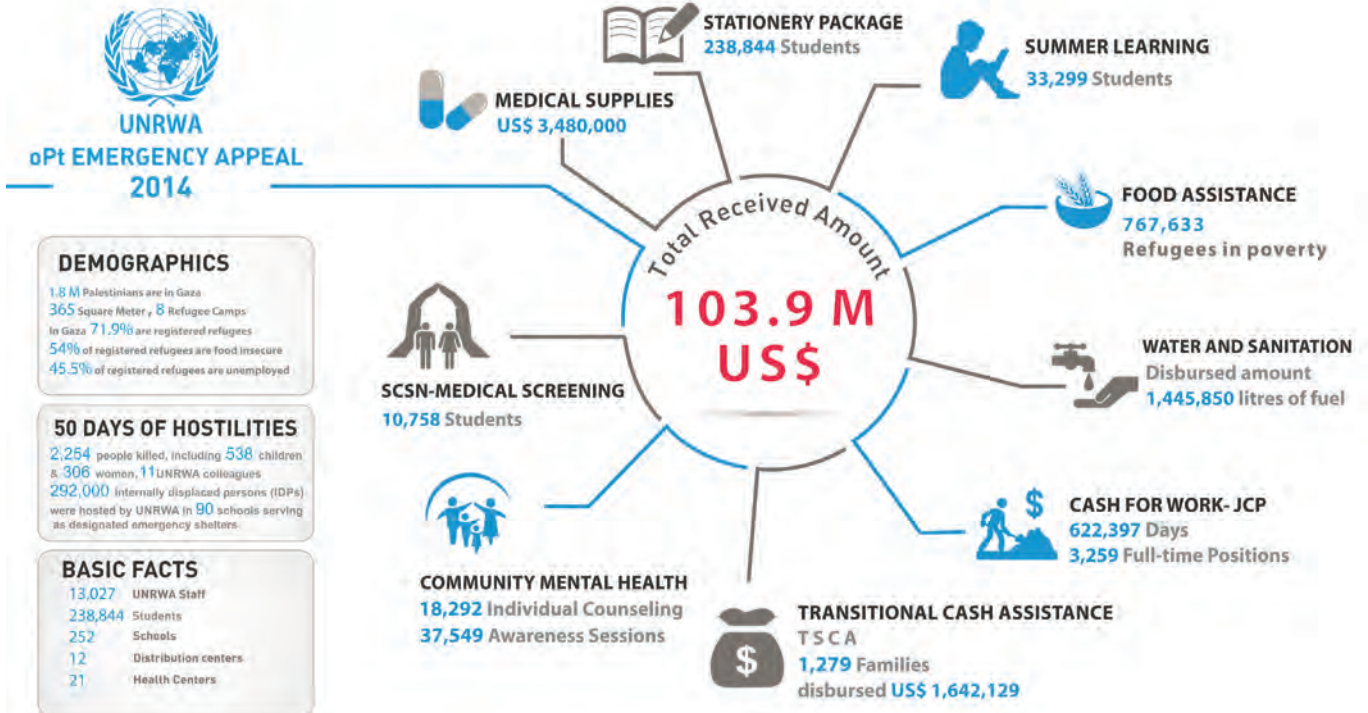 UNRWA
oPt EMERGENCY APPEAL
2014
DEMOGRAPHICS
1.8 M Palestinians are in Gaza
365 Square Meter , 8 Refugee Camps
In Gaza 71.9% are registered refugees
54% of registered refugees are food insecure
45.5% of registered refugees are unemployed
50 DAYS OF HOSTILITIES
2,254 people killed, including 538 children
& 306 women, 11 UNRWA colleagues
292,000 internally displaced persons (IDPs)
were hosted by UNRWA in 90 schools serving
as designated emergency shelters
BASIC FACTS
13,027 UNRWA Staff
238,844 Students
252 Schools
12 Distribution centers
21 Health Centers
Total Received Amount
103.9 M
US$
MEDICAL SUPPLIES
US$ 3,480,000
STATIONERY PACKAGE
238,844 Students
SUMMER LEARNING
33,299 Students
FOOD ASSISTANCE
767,633
Refugees in poverty
WATER AND SANITATION
Disbursed amount
1,445,850 litres of fuel
CASH FOR WORK- JCP
622,397 Days
3,259 Full-time Positions
$
TRANSITIONAL CASH ASSISTANCE
TSCA
1,279 Families
disbursed US$ 1,642,129
$
COMMUNITY MENTAL HEALTH
18,292 Individual Counseling
37,549 Awareness Sessions
SCSN-MEDICAL SCREENING
10,758 Students